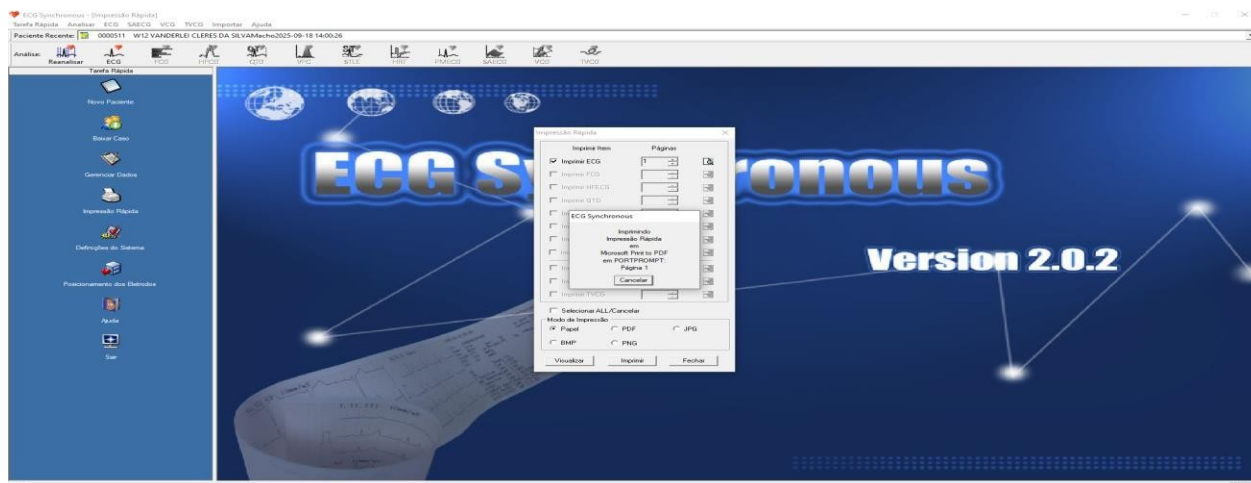 ECG Synchronous - [Impressão Rápida]
Tarefa Rápida Analisar ECG SAECG VCG TVCG Importar Ajuda
Paciente Recente: 0000511 W12 VANDERLEI CLERES DA SILVAMacho2025-09-18 14:00:26
Análise:
Reanalisar ECG FCG HFECG QTD VFC STLE HRT PMECG SAECG VCG TVCG
Tarefa Rápida
Novo Paciente
Baixar Caso
Gerenciar Dados
Impressão Rápida
Definições do Sistema
Posicionamento dos Eletrodos
Ajuda
Sair
ECG S
ronous
Version 2.0.2
Impressão Rápida
Imprimir Item Páginas
Imprimir ECG 1
Imprimir FCG
Imprimir HFECG
Imprimir QTD
ECG Synchronous
Imprimindo
Impressão Rápida
em
Microsoft Print to PDF
em PORTPROMPT:
Página 1
Cancelar
Imprimir TVCG
Selecionar ALL/Cancelar
Modo de Impressão
Papel PDF JPG
BMP PNG
Visualizar Imprimir Fechar